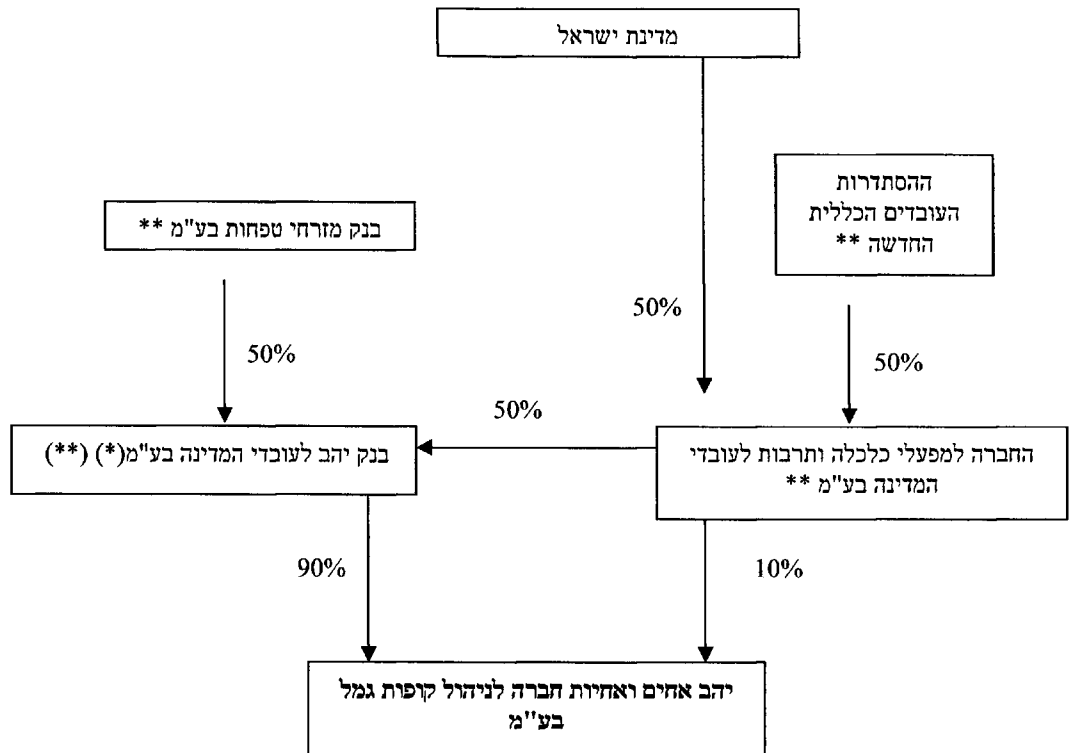 מדינת ישראל
ההסתדרות
העובדים הכללית
החדשה **
בנק מזרחי טפחות בע"מ **
50%
50%
50%
50%
החברה למפעלי כלכלה ותרבות לעובדי
המדינה בע"מ **
בנק יהב לעובדי המדינה בע"מ(*) (**)
90%
10%
יהב אחים ואחיות חברה לניהול קופות גמל
בע"מ